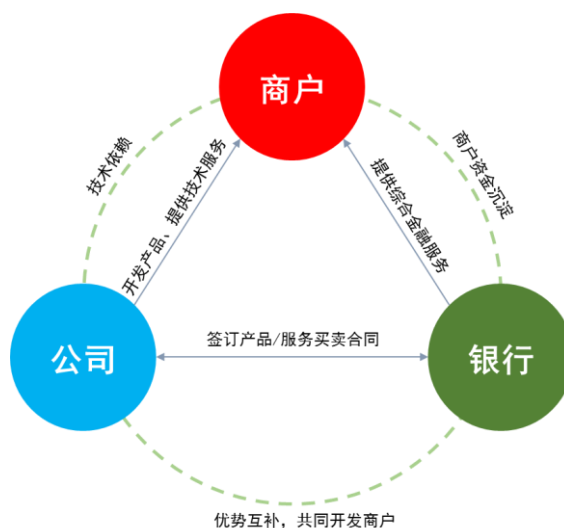 商户
技术依赖
开发产品、提供技术服务
提供综合金融服务
商户资金沉淀
公司
签订产品/服务买卖合同
银行
优势互补，共同开发商户